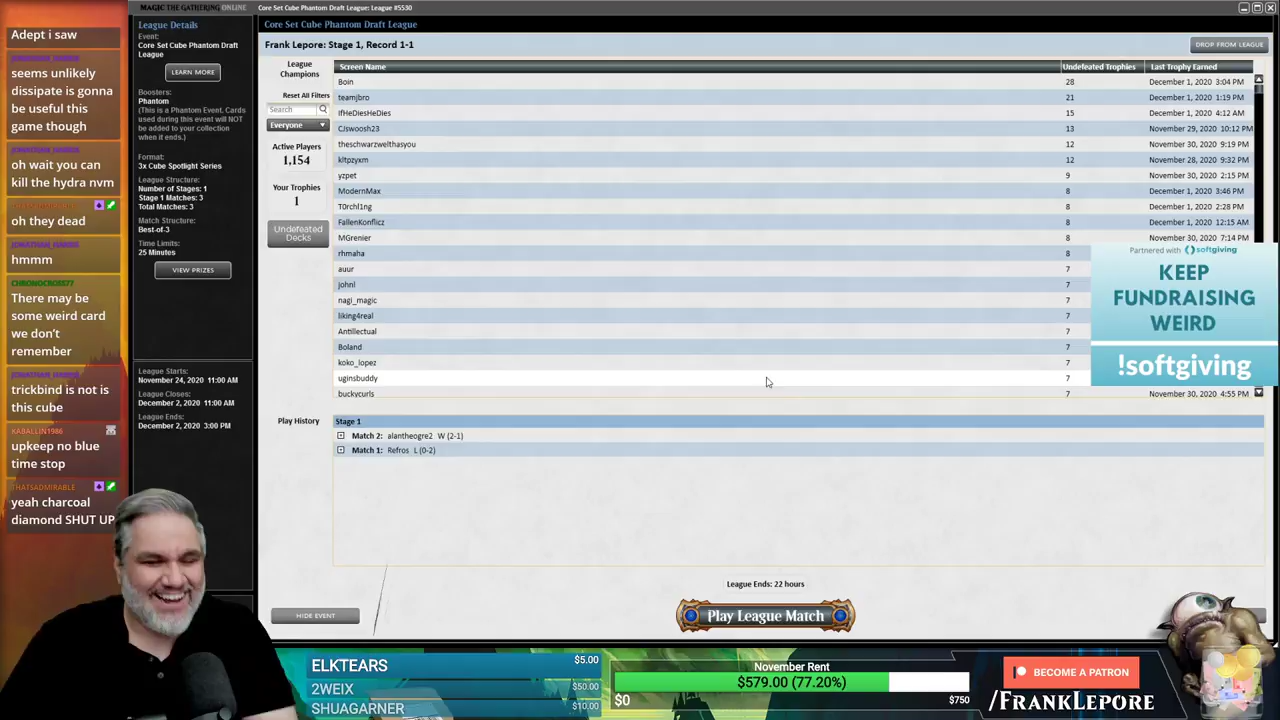 MAGIC THE GATHERING ONLINE
Core Set Cube Phantom Draft League: League #5530
Adept i saw
seems unlikely
dissipate is gonna
be useful this
game though
oh wait you can
kill the hydra nvm
oh they dead
JONATHAN_HARRIS
hmmm
CHRONOCROSS77
There may be
some weird card
we don't
remember
trickbind is not is
this cube
KABALLIN1986
upkeep no blue
time stop
THATSADMIRABLE
yeah charcoal
diamond SHUT UP
League Details
Event:
Core Set Cube Phantom Draft
League
LEARN MORE
Boosters:
Phantom
(This is a Phantom Event. Cards
used during this event will NOT
be added to your collection
when it ends.)
Format:
3x Cube Spotlight Series
League Structure:
Number of Stages: 1
Stage 1 Matches: 3
Total Matches: 3
Match Structure:
Best-of-3
Time Limits:
25 Minutes
VIEW PRIZES
League Starts:
November 24, 2020 11:00 AM
League Closes:
December 2, 2020 11:00 AM
League Ends:
December 2, 2020 3:00 PM
Core Set Cube Phantom Draft League
Frank Lepore: Stage 1, Record 1-1
DROP FROM LEAGUE
League
Champions
Reset All Filters
Search
Everyone
Active Players
1,154
Your Trophies
1
Undefeated
Decks
Screen Name Undefeated Trophies Last Trophy Earned
Boin 28 December 1, 2020 3:04 PM
teamjbro 21 December 1, 2020 1:19 PM
IfHeDiesHeDies 15 December 1, 2020 4:12 AM
CJswoosh23 13 November 29, 2020 10:12 PM
theschwarzwelthasyou 12 November 30, 2020 9:19 PM
kltpzyxm 12 November 28, 2020 9:32 PM
yzpet 9 November 30, 2020 2:15 PM
ModernMax 8 December 1, 2020 3:46 PM
T0rchl1ng 8 December 1, 2020 2:28 PM
FallenKonflicz 8 December 1, 2020 12:15 AM
MGrenier 8 November 30, 2020 7:14 PM
rhmaha 8
auur 7
johnl 7
nagi_magic 7
liking4real 7
Antillectual 7
Boland 7
koko_lopez 7
uginsbuddy 7
buckycurls 7 November 30, 2020 4:55 PM
Partnered with softgiving
KEEP
FUNDRAISING
WEIRD
!softgiving
Play History
Stage 1
Match 2: alantheogre2 W (2-1)
Match 1: Refros L (0-2)
League Ends: 22 hours
HIDE EVENT
Play League Match
ELKTEARS $5.00
2WEIX $50.00
SHUAGARNER $10.00
November Rent
$579.00 (77.20%)
$0 $750
BECOME A PATRON
/FRANKLEPORE